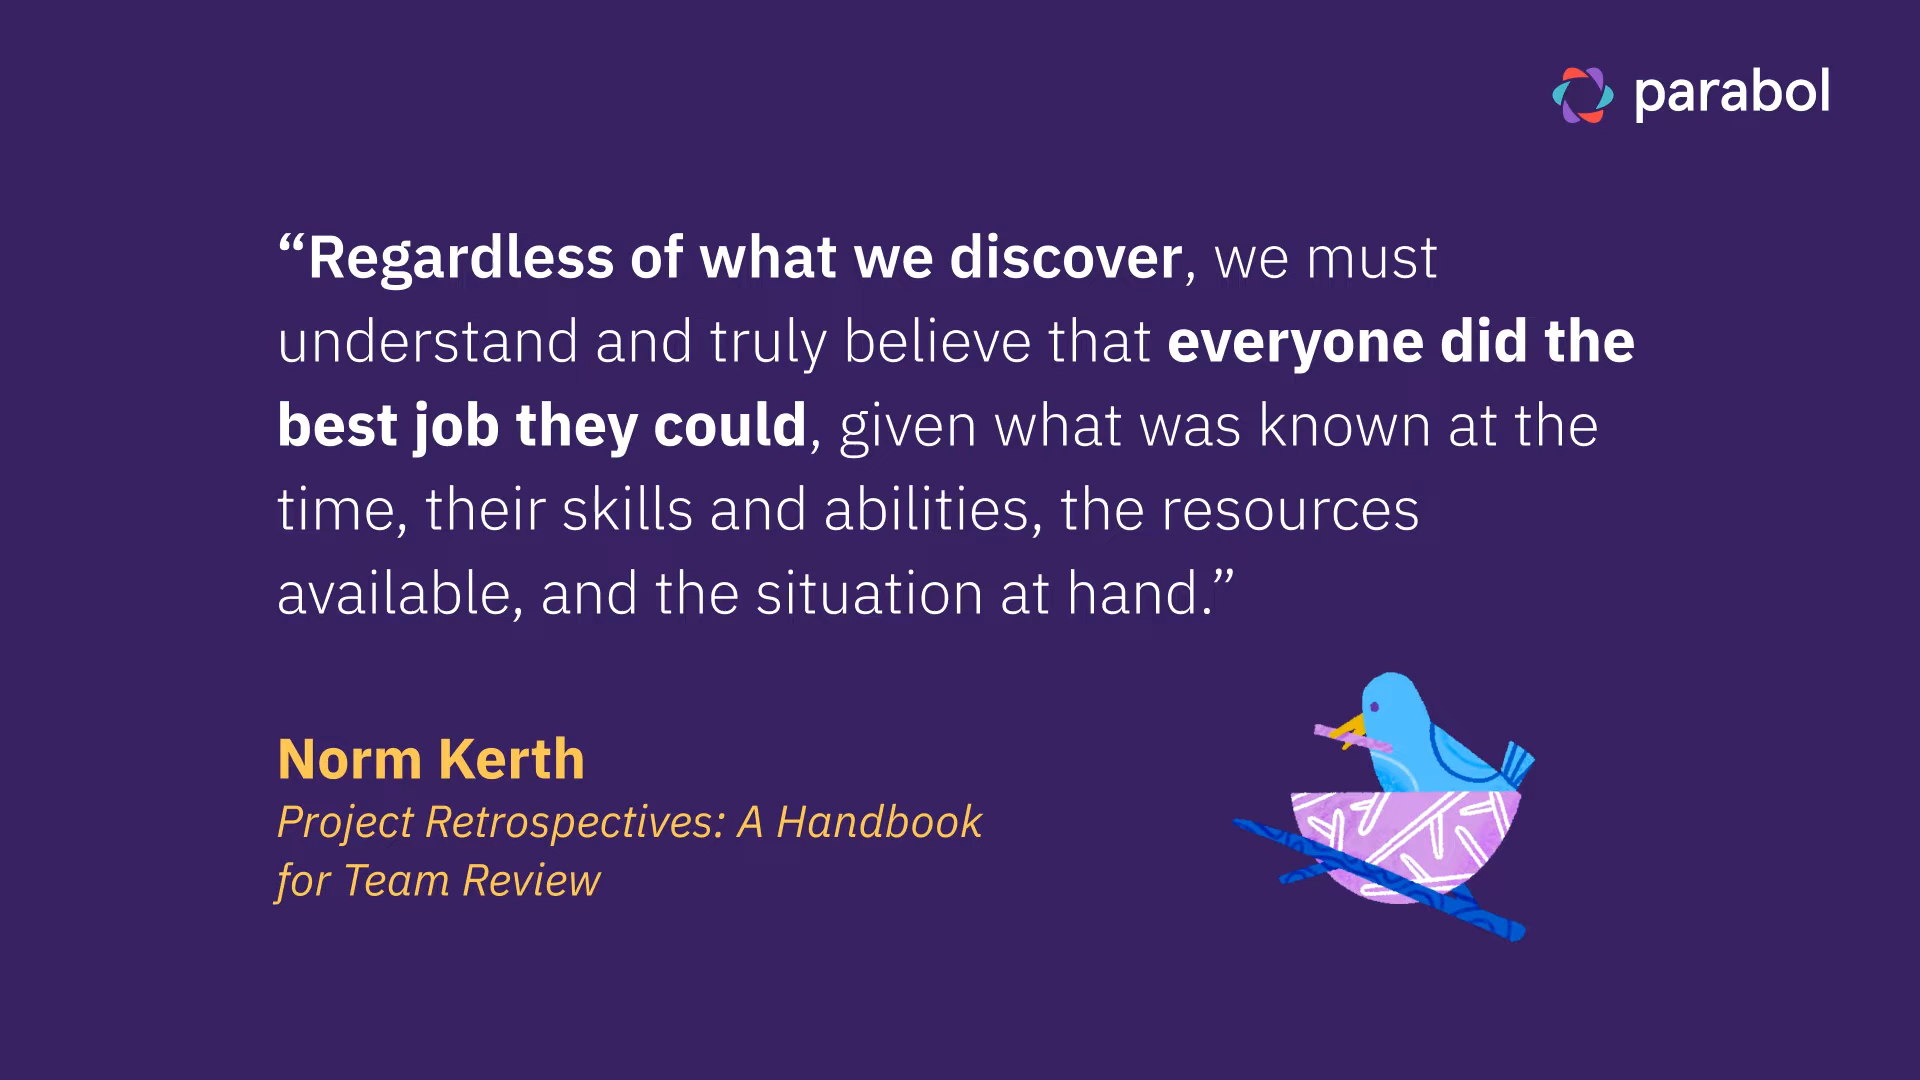 parabol
“Regardless of what we discover, we must
understand and truly believe that everyone did the
best job they could, given what was known at the
time, their skills and abilities, the resources
available, and the situation at hand.”
Norm Kerth
Project Retrospectives: A Handbook
for Team Review